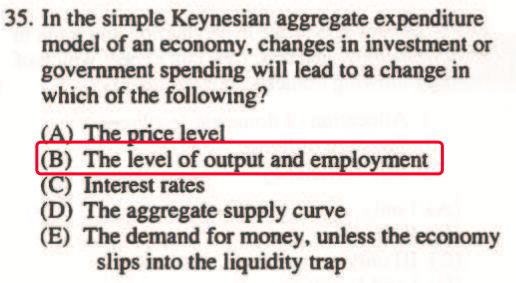 35. In the simple Keynesian aggregate expenditure
model of an economy, changes in investment or
government spending will lead to a change in
which of the following?
(A) The price level
(B) The level of output and employment
(C) Interest rates
(D) The aggregate supply curve
(E) The demand for money, unless the economy
slips into the liquidity trap